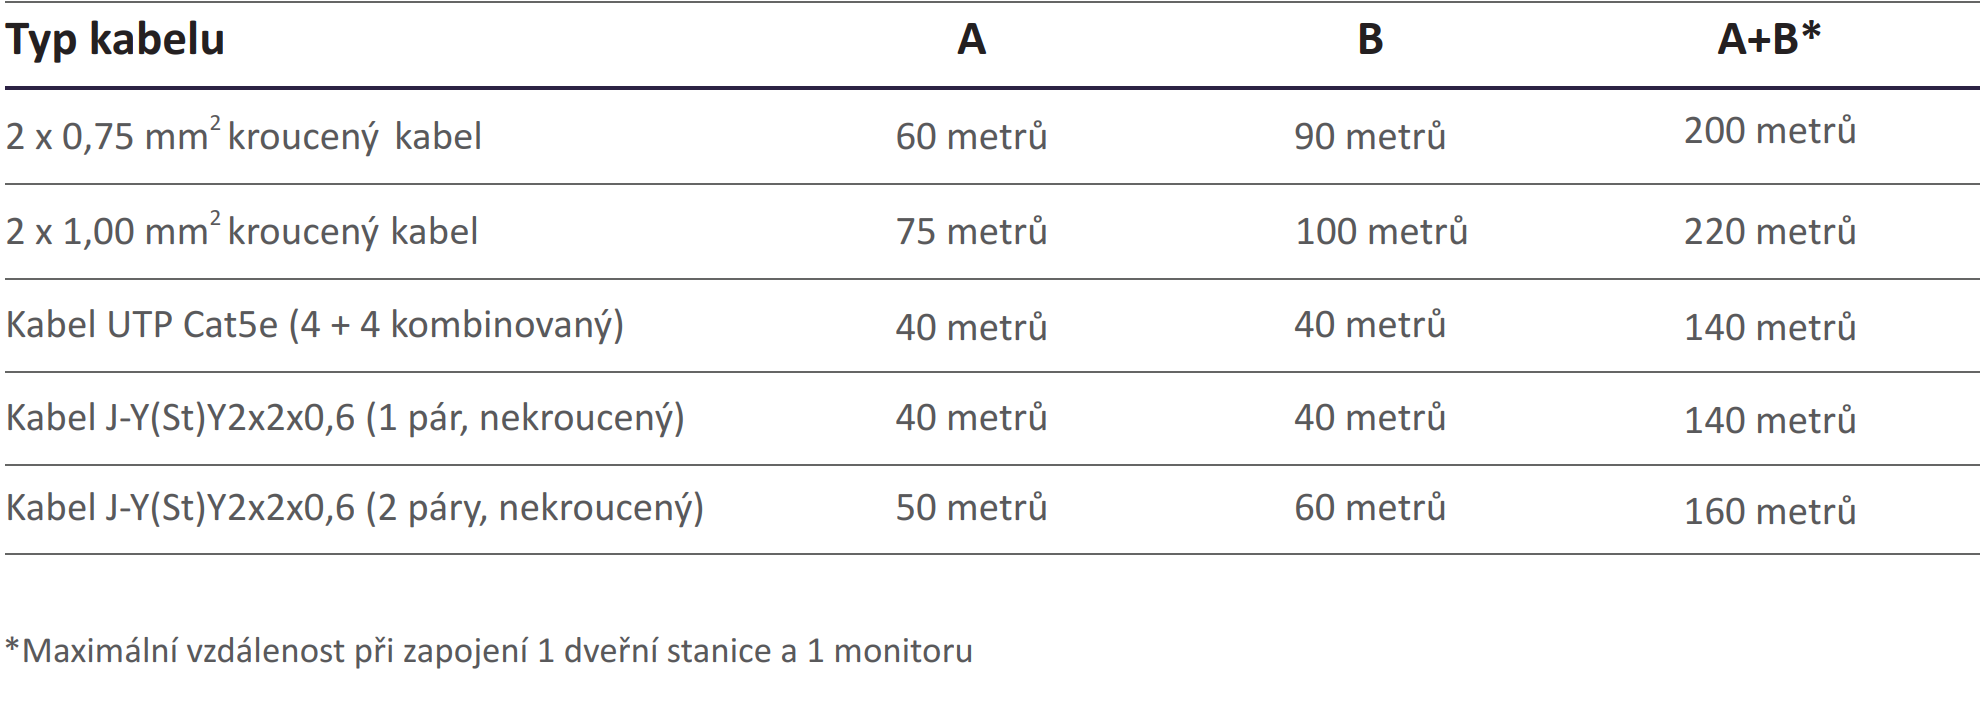 Typ kabelu A B A+B*
2 x 0,75 mm² kroucený kabel 60 metrů 90 metrů 200 metrů
2 x 1,00 mm² kroucený kabel 75 metrů 100 metrů 220 metrů
Kabel UTP Cat5e (4 + 4 kombinovaný) 40 metrů 40 metrů 140 metrů
Kabel J-Y(St)Y2x2x0,6 (1 pár, nekroucený) 40 metrů 40 metrů 140 metrů
Kabel J-Y(St)Y2x2x0,6 (2 páry, nekroucený) 50 metrů 60 metrů 160 metrů
*Maximální vzdálenost při zapojení 1 dveřní stanice a 1 monitoru